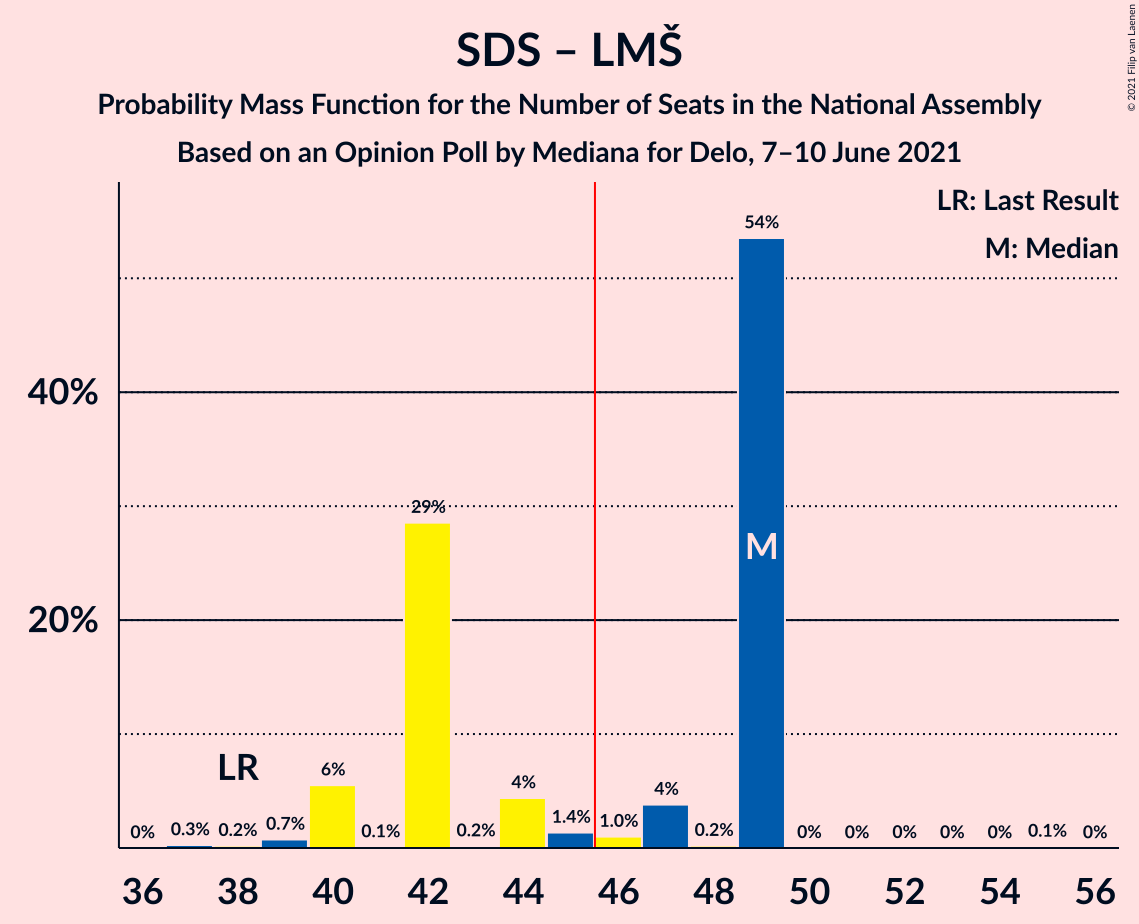 SDS – LMŠ
Probability Mass Function for the Number of Seats in the National Assembly
Based on an Opinion Poll by Mediana for Delo, 7–10 June 2021
© 2021 Filip van Laenen
LR: Last Result
M: Median
54%
40%
29%
M
20%
LR
0% 0.3% 0.2% 0.7% 6% 0.1% 0.2% 4% 1.4% 1.0% 4% 0.2% 0% 0% 0% 0% 0% 0.1% 0%
36 38 40 42 44 46 48 50 52 54 56